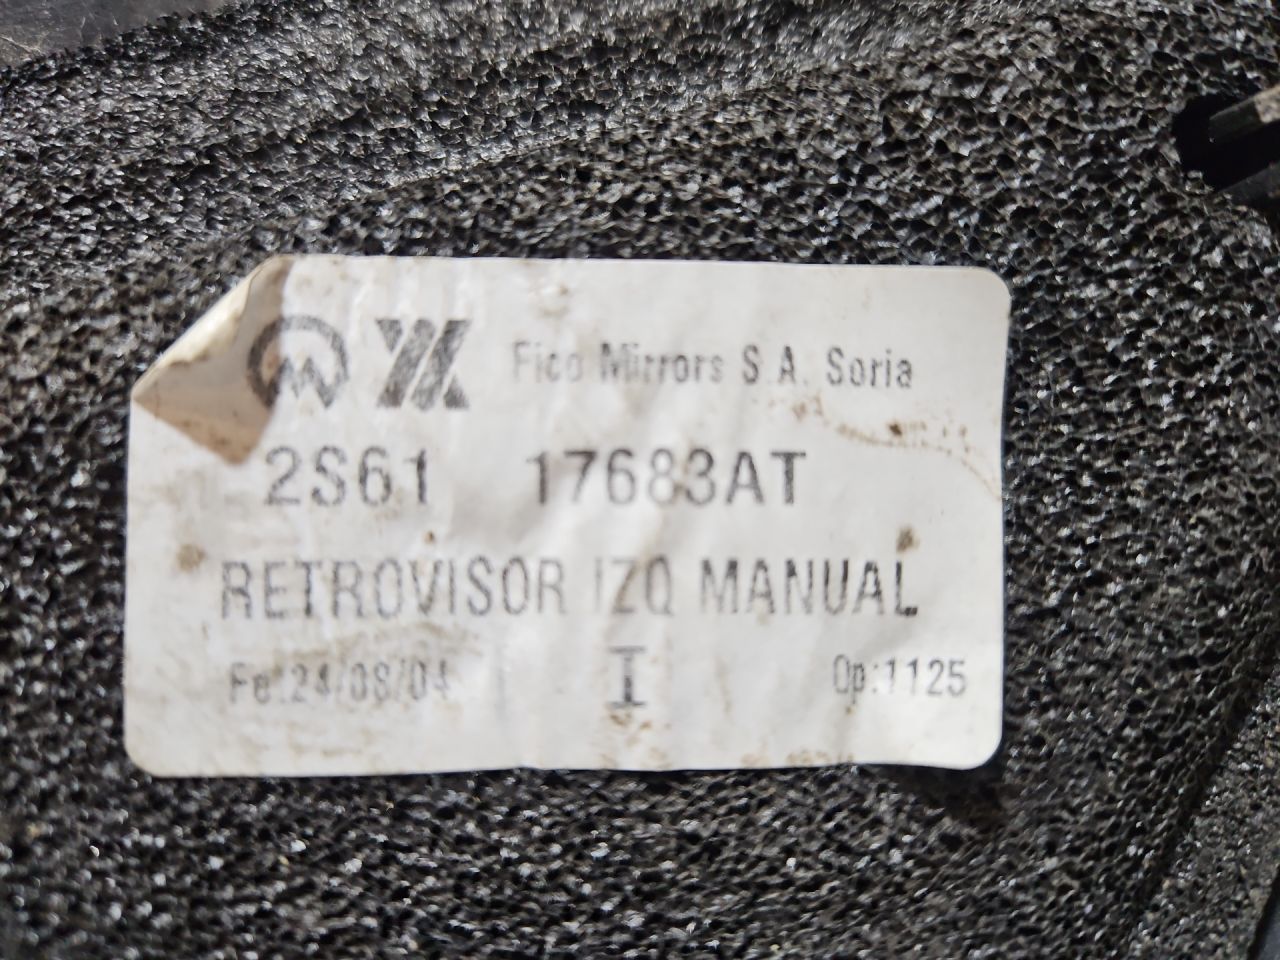 Fico Mirrors S.A. Soria
2S61 17683AT
RETROVISOR IZQ MANUAL
Fe:24/08/04 I Op:1125